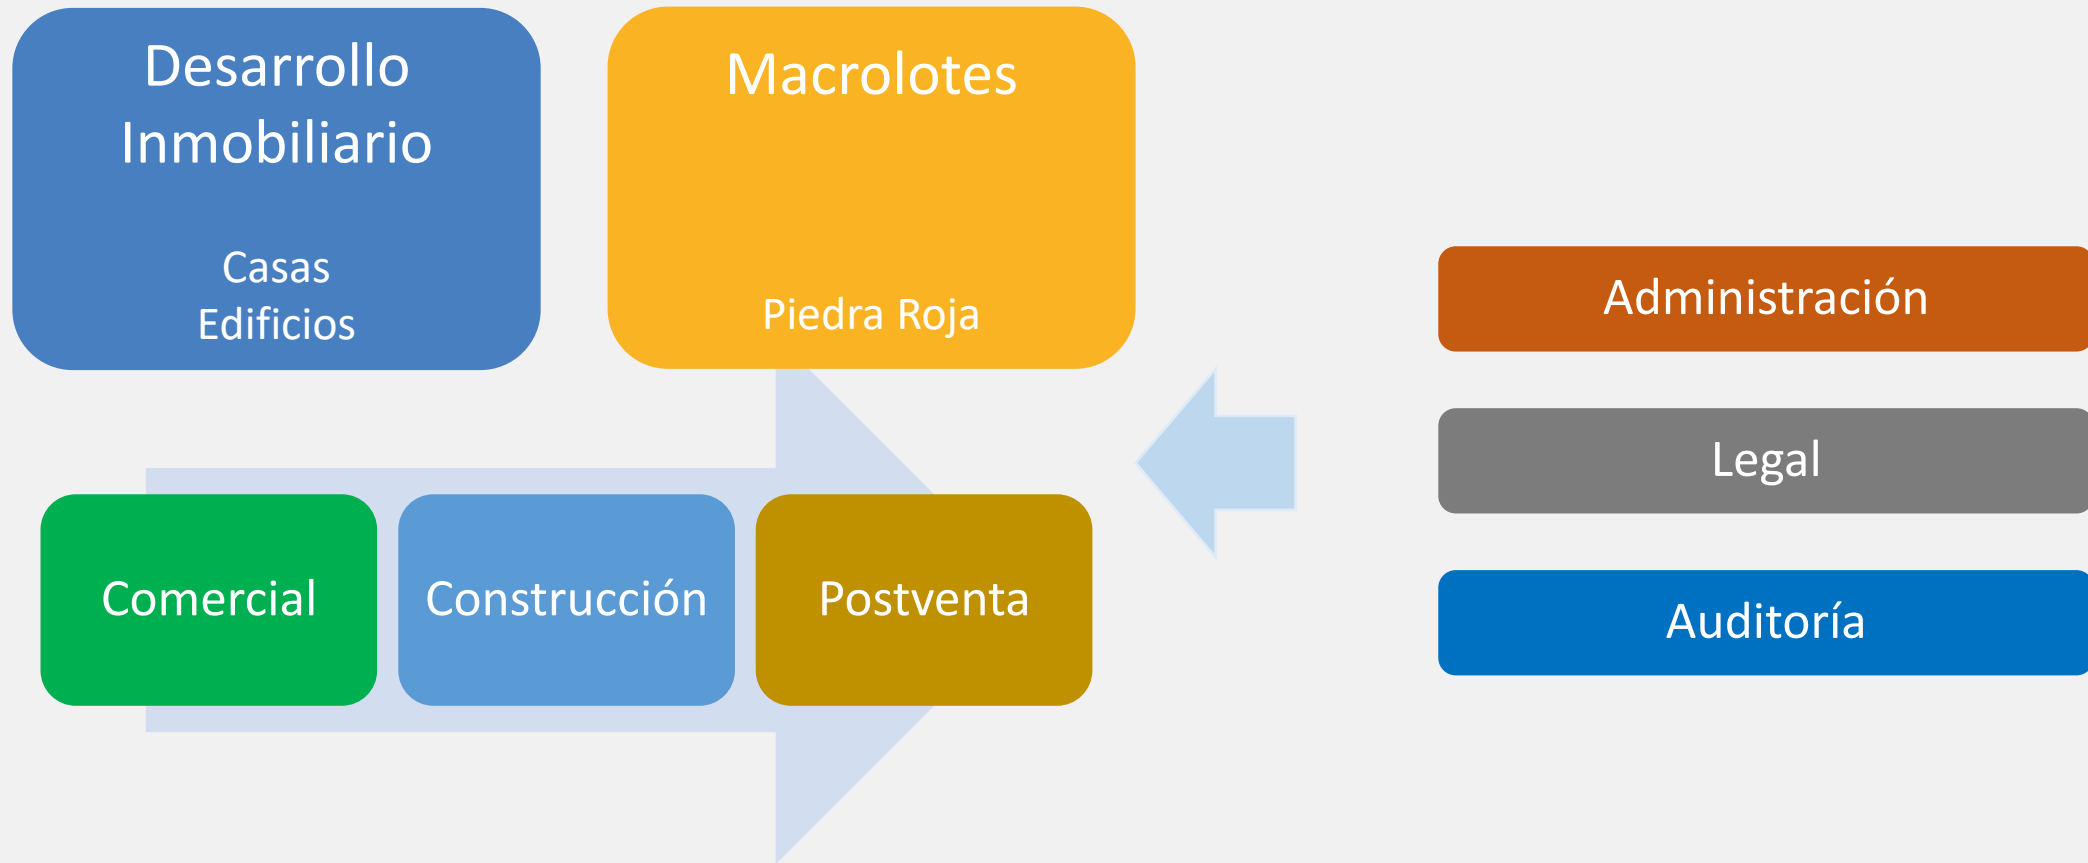 Desarrollo
Inmobiliario
Casas
Edificios
Macrolotes
Piedra Roja
Comercial
Construcción
Postventa
Administración
Legal
Auditoría